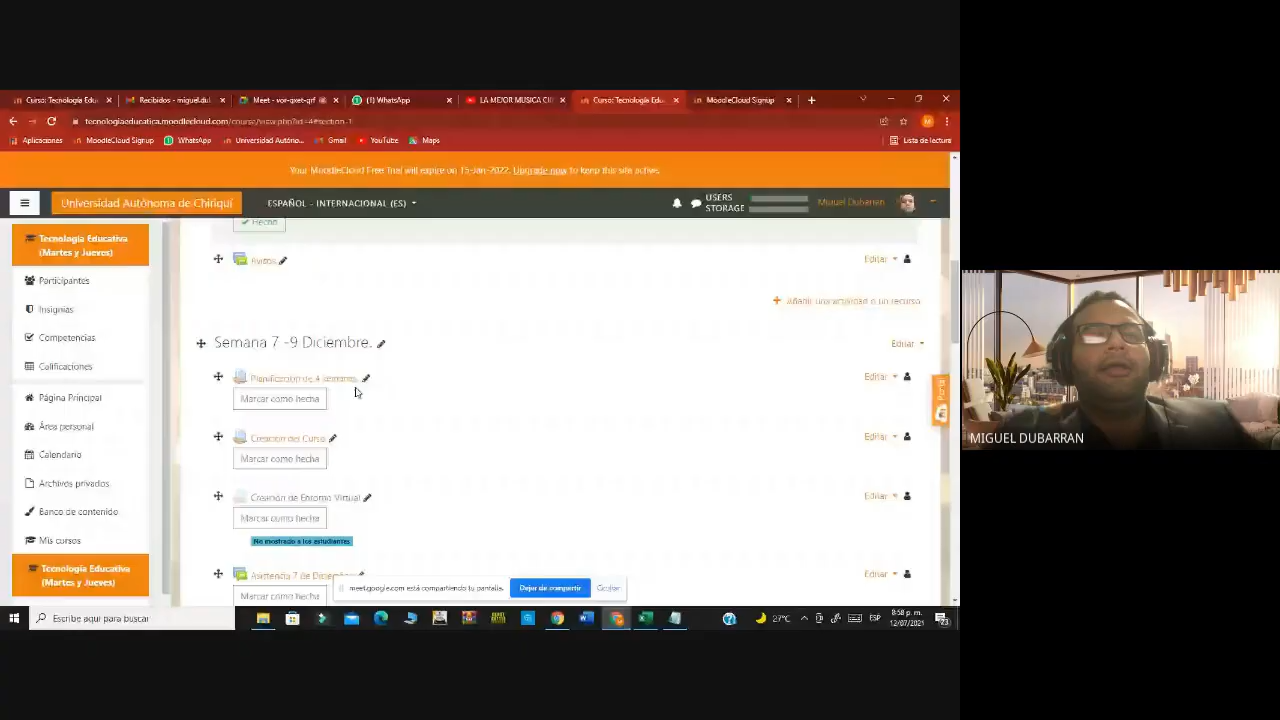 Curso: Tecnología Edu
Recibidos - miguel.dul
Meet - vor-qxet-grf
(1) WhatsApp
LA MEJOR MUSICA CR
Curso: Tecnología Edu
MoodleCloud Signup
tecnologiaeducatica.moodlecloud.com/course/view.php?id=4#section-1
Aplicaciones
MoodleCloud Signup
WhatsApp
Universidad Autóno...
Gmail
YouTube
Maps
Lista de lectura
Your MoodleCloud Free Trial will expire on 15-Jan-2022. Upgrade now to keep this site active.
Universidad Autónoma de Chiriquí
ESPAÑOL - INTERNACIONAL (ES)
USERS
STORAGE
Miguel Dubarran
Tecnología Educativa
(Martes y Jueves)
Participantes
Insignias
Competencias
Calificaciones
Página Principal
Área personal
Calendario
Archivos privados
Banco de contenido
Mis cursos
Tecnología Educativa
(Martes y Jueves)
Hecho
Avisos
Editar
Añadir una actividad o un recurso
Semana 7 -9 Diciembre.
Editar
Planificación de 4 semanas
Editar
Marcar como hecha
Creación del Curso
Editar
Marcar como hecha
Creación de Entorno Virtual
Editar
Marcar como hecha
No mostrado a los estudiantes
Asistencia 7 de Diciembre
Editar
Marcar como hecha
meet.google.com está compartiendo tu pantalla.
Dejar de compartir
Ocultar
Escribe aquí para buscar
27°C
ESP
8:58 p. m.
12/07/2021
MIGUEL DUBARRAN